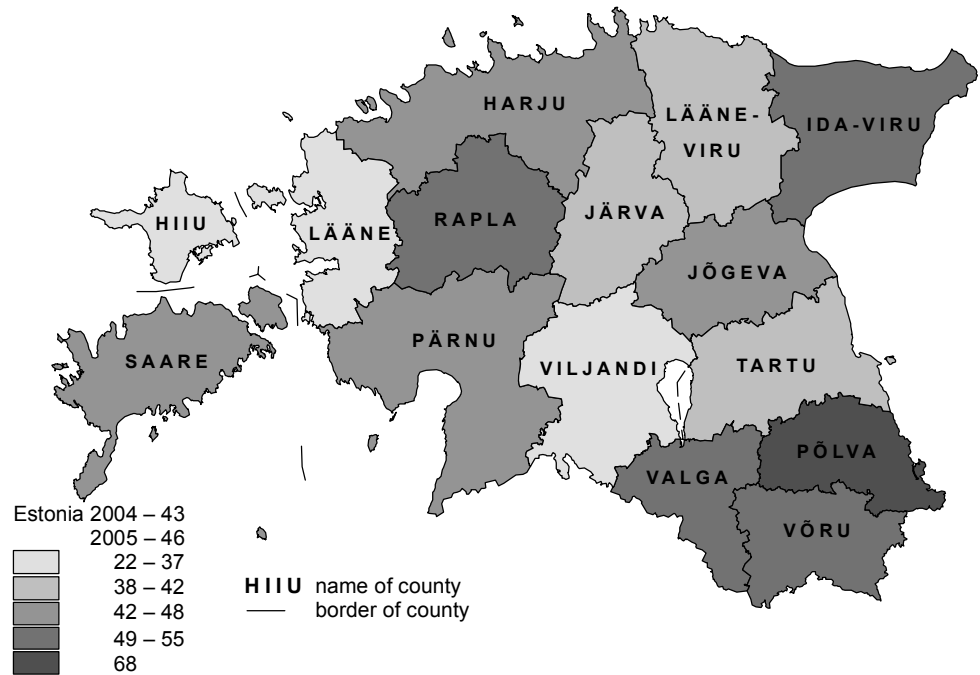 HARJU
LÄÄNE-
VIRU
IDA-VIRU
HIIU
LÄÄNE
RAPLA
JÄRVA
JÕGEVA
SAARE
PÄRNU
VILJANDI
TARTU
PÕLVA
VALGA
VÕRU
Estonia 2004 – 43
2005 – 46
22 – 37
38 – 42
42 – 48
49 – 55
68
HIIU name of county
border of county